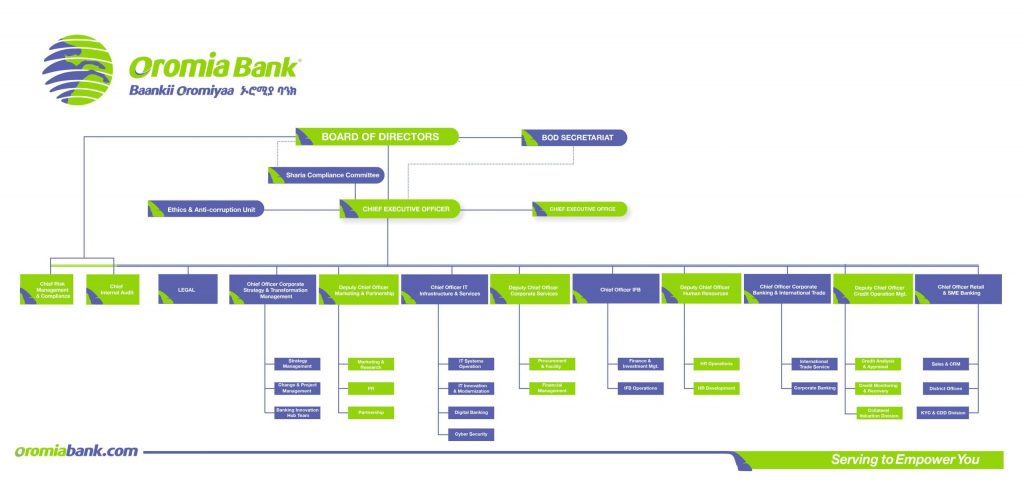 Oromia Bank
Baankii Oromiyaa ኦሮሚያ ባንክ
BOARD OF DIRECTORS
BOD SECRETARIAT
Sharia Compliance Committee
Ethics & Anti-corruption Unit
CHIEF EXECUTIVE OFFICER
CHIEF EXECUTIVE OFFICE
Chief Risk
Management
& Compliance
Chief
Internal Audit
LEGAL
Chief Officer Corporate
Strategy & Transformation
Management
Deputy Chief Officer
Marketing & Partnership
Chief Officer IT
Infrastructure & Services
Deputy Chief Officer
Corporate Services
Chief Officer IFB
Deputy Chief Officer
Human Resources
Chief Officer Corporate
Banking & International Trade
Deputy Chief Officer
Credit Operation Mgt.
Chief Officer Retail
& SME Banking
Strategy
Management
Change & Project
Management
Banking Innovation
Hub Team
Marketing &
Research
PR
Partnership
IT Systems
Operation
IT Innovation
& Modernization
Digital Banking
Cyber Security
Procurement
& Facility
Financial
Management
Finance &
Investment Mgt.
IFB Operations
HR Operations
HR Development
International
Trade Service
Corporate Banking
Credit Analysis
& Appraisal
Credit Monitoring
& Recovery
Collateral
Valuation Division
Sales & CRM
District Offices
KYC & CDD Division
oromiabank.com
Serving to Empower You